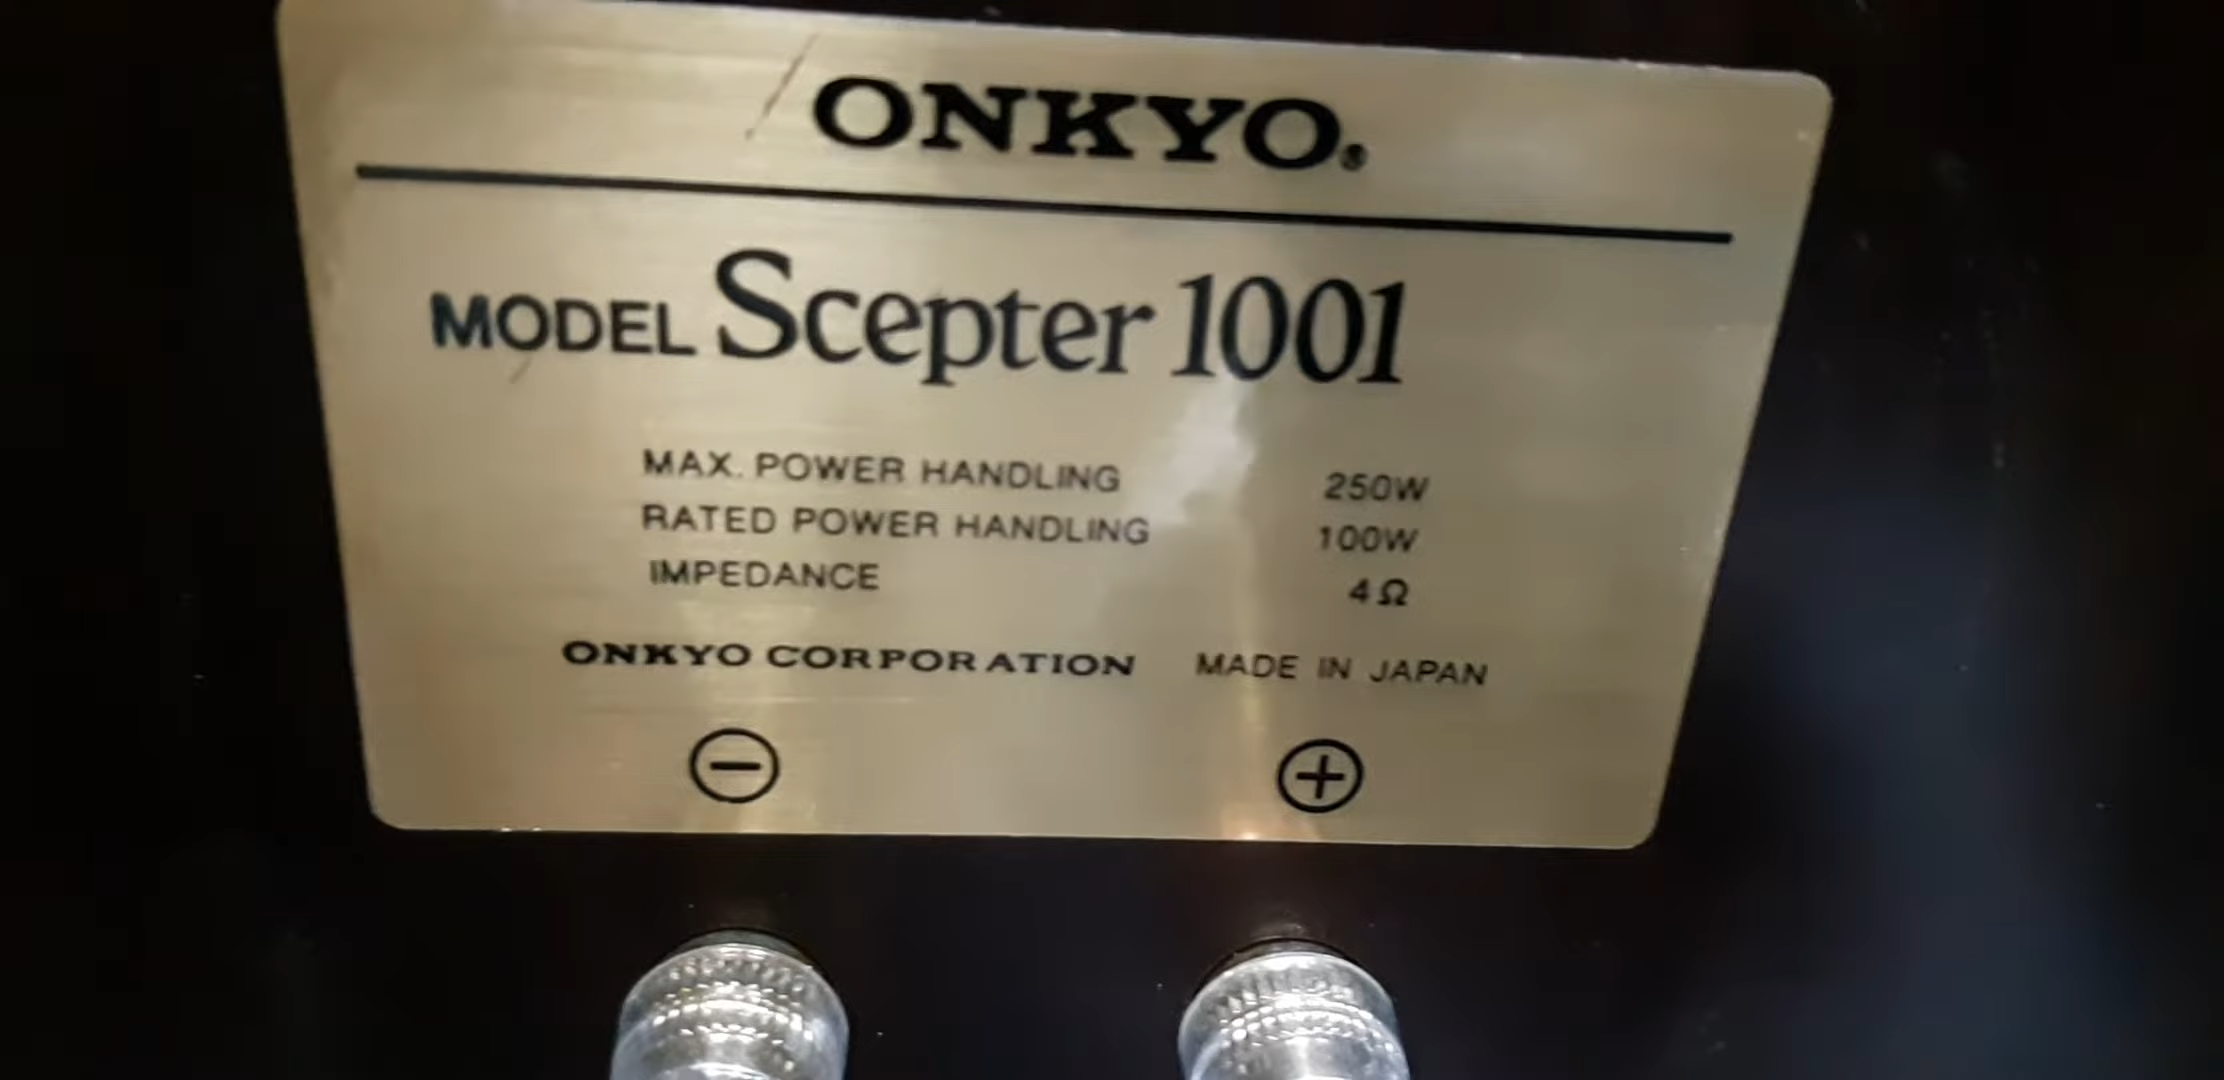 ONKYO®
MODEL Scepter 1001
MAX. POWER HANDLING 250W
RATED POWER HANDLING 100W
IMPEDANCE 4Ω
ONKYO CORPORATION MADE IN JAPAN
⊖ ⊕